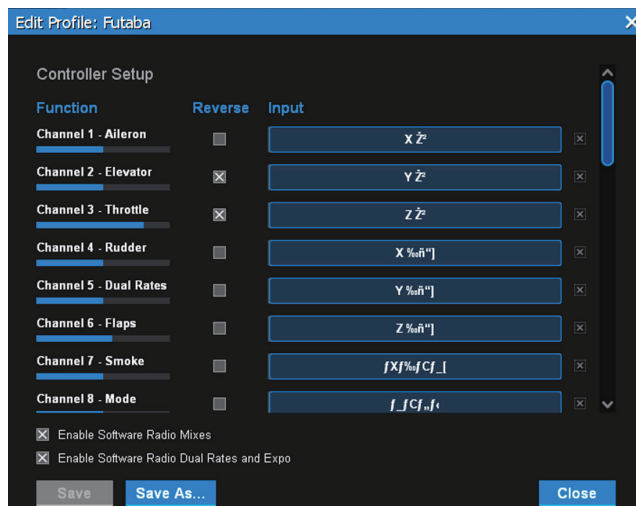 Edit Profile: Futaba
Controller Setup
Function Reverse Input
Channel 1 - Aileron X Ž²
Channel 2 - Elevator Y Ž²
Channel 3 - Throttle Z Ž²
Channel 4 - Rudder X ‰ñ“]
Channel 5 - Dual Rates Y ‰ñ“]
Channel 6 - Flaps Z ‰ñ“]
Channel 7 - Smoke ƒXƒ‰ƒCƒ_[
Channel 8 - Mode ƒ_ƒCƒ„ƒ‹
Enable Software Radio Mixes
Enable Software Radio Dual Rates and Expo
Save Save As... Close